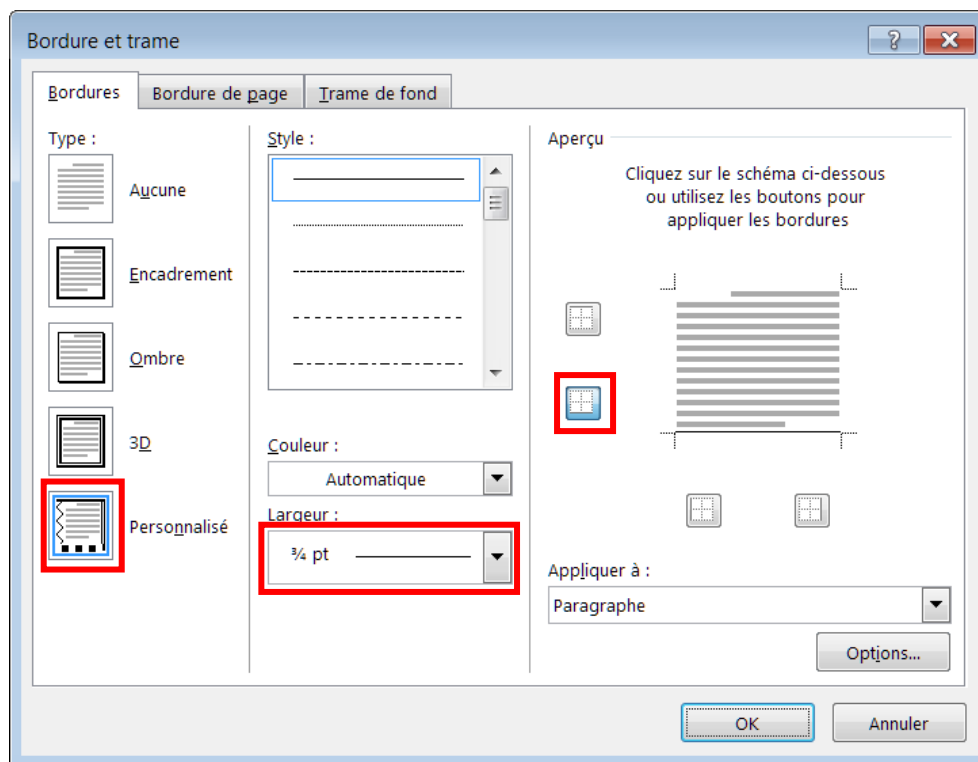 Bordure et trame
Bordures
Bordure de page
Trame de fond
Type :
Aucune
Encadrement
Ombre
3D
Personnalisé
Style :
Couleur :
Automatique
Largeur :
¾ pt
Aperçu
Cliquez sur le schéma ci-dessous
ou utilisez les boutons pour
appliquer les bordures
Appliquer à :
Paragraphe
Options...
OK
Annuler